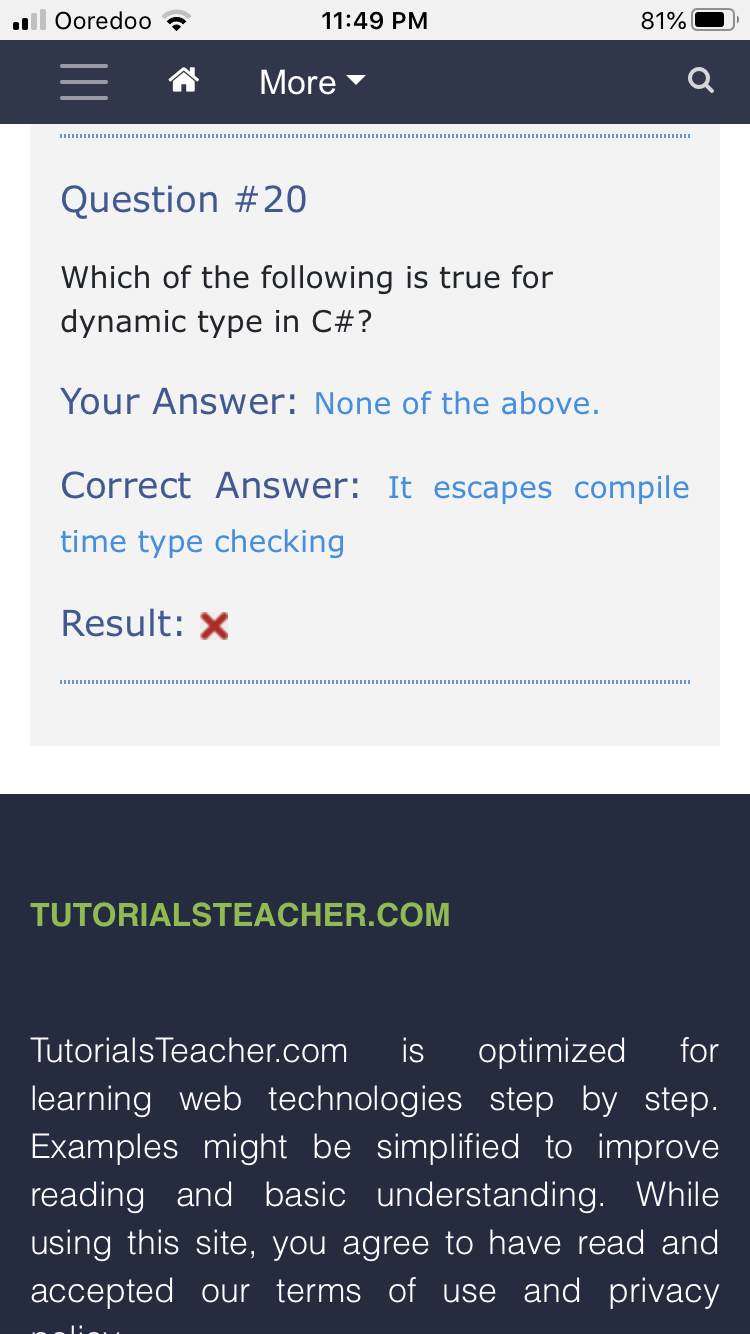 Ooredoo 11:49 PM 81%
More
Question #20
Which of the following is true for
dynamic type in C#?
Your Answer: None of the above.
Correct Answer: It escapes compile
time type checking
Result:
TUTORIALSTEACHER.COM
TutorialsTeacher.com is optimized for
learning web technologies step by step.
Examples might be simplified to improve
reading and basic understanding. While
using this site, you agree to have read and
accepted our terms of use and privacy
policy.